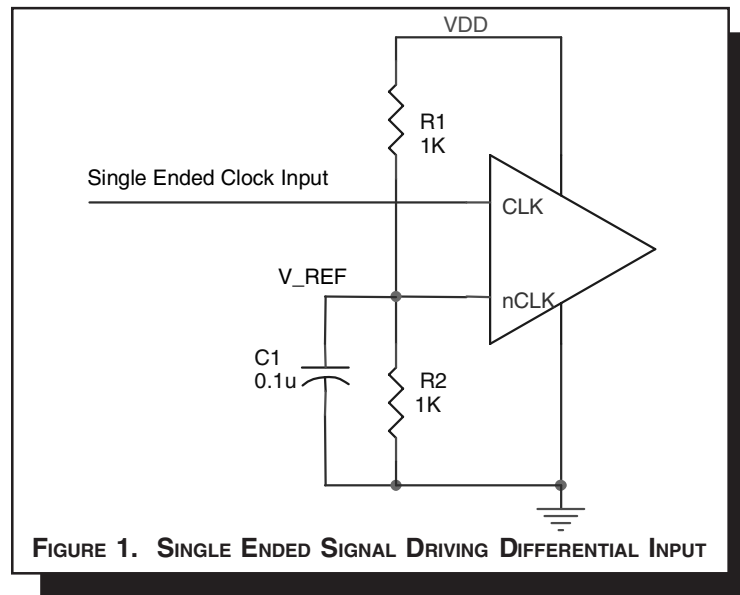 VDD
R1
1K
Single Ended Clock Input
CLK
V_REF
nCLK
C1
0.1u
R2
1K
FIGURE 1. SINGLE ENDED SIGNAL DRIVING DIFFERENTIAL INPUT